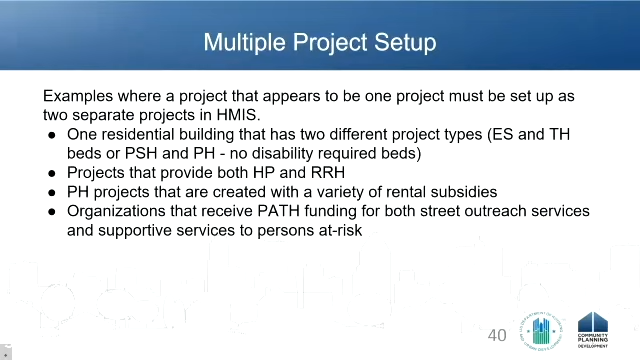 Multiple Project Setup
Examples where a project that appears to be one project must be set up as
two separate projects in HMIS.
● One residential building that has two different project types (ES and TH
beds or PSH and PH - no disability required beds)
● Projects that provide both HP and RRH
● PH projects that are created with a variety of rental subsidies
● Organizations that receive PATH funding for both street outreach services
and supportive services to persons at-risk
40
COMMUNITY
PLANNING
DEVELOPMENT